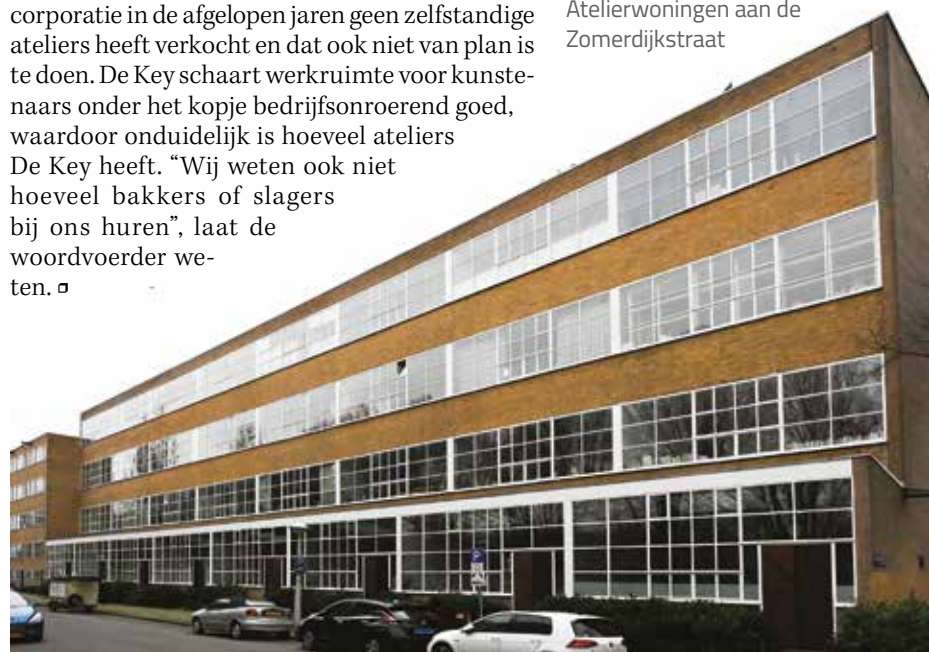 corporatie in de afgelopen jaren geen zelfstandige
ateliers heeft verkocht en dat ook niet van plan is
te doen. De Key schaart werkruimte voor kunste-
naars onder het kopje bedrijfsonroerend goed,
waardoor onduidelijk is hoeveel ateliers
De Key heeft. “Wij weten ook niet
hoeveel bakkers of slagers
bij ons huren”, laat de
woordvoerder we-
ten.
Atelierwoningen aan de
Zomerdijkstraat